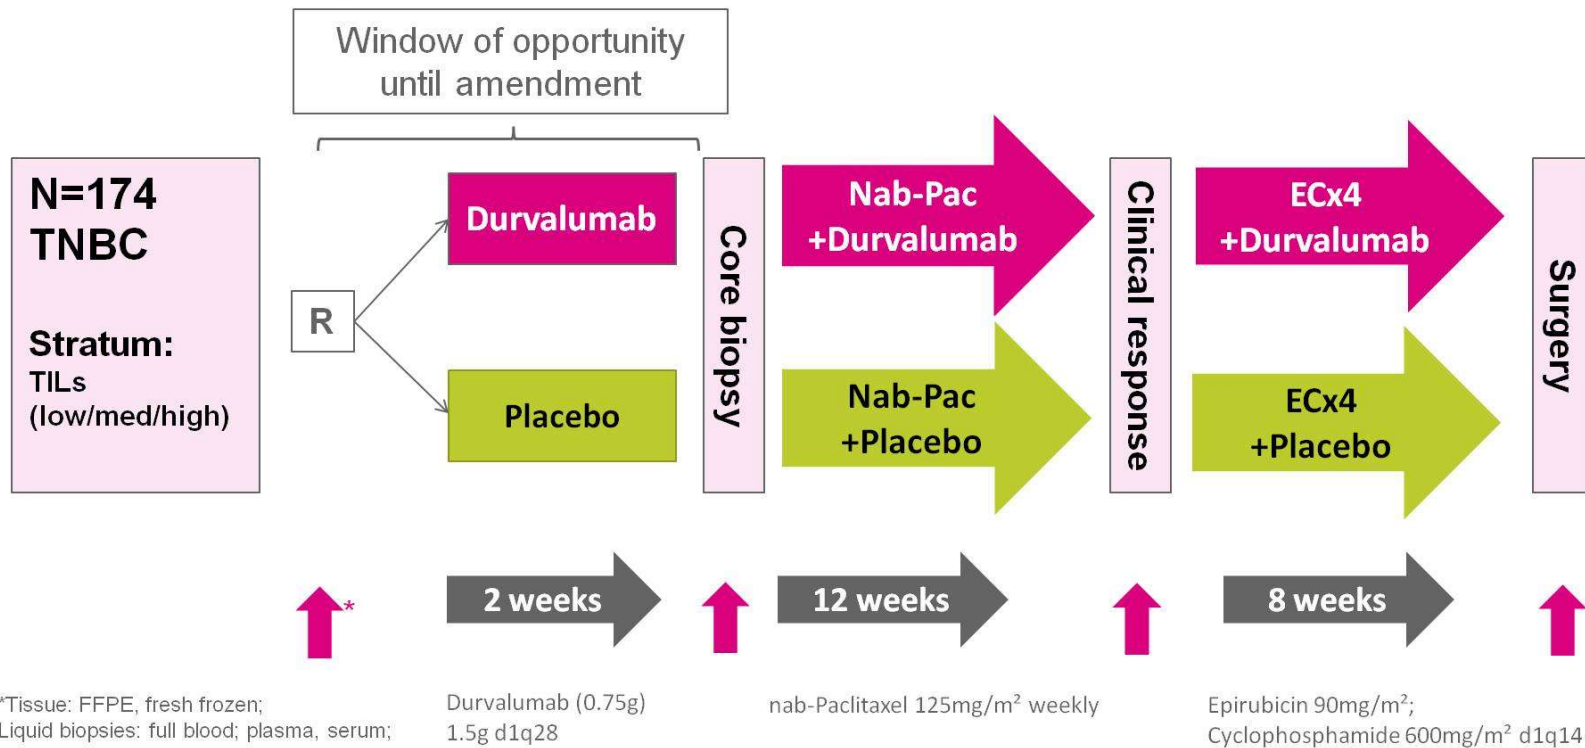 Window of opportunity
until amendment
N=174
TNBC
Stratum:
TILs
(low/med/high)
R
Durvalumab
Placebo
Core biopsy
Nab-Pac
+Durvalumab
Nab-Pac
+Placebo
Clinical response
ECx4
+Durvalumab
ECx4
+Placebo
Surgery
*
2 weeks
12 weeks
8 weeks
*Tissue: FFPE, fresh frozen;
Liquid biopsies: full blood; plasma, serum;
Durvalumab (0.75g)
1.5g d1q28
nab-Paclitaxel 125mg/m² weekly
Epirubicin 90mg/m²;
Cyclophosphamide 600mg/m² d1q14